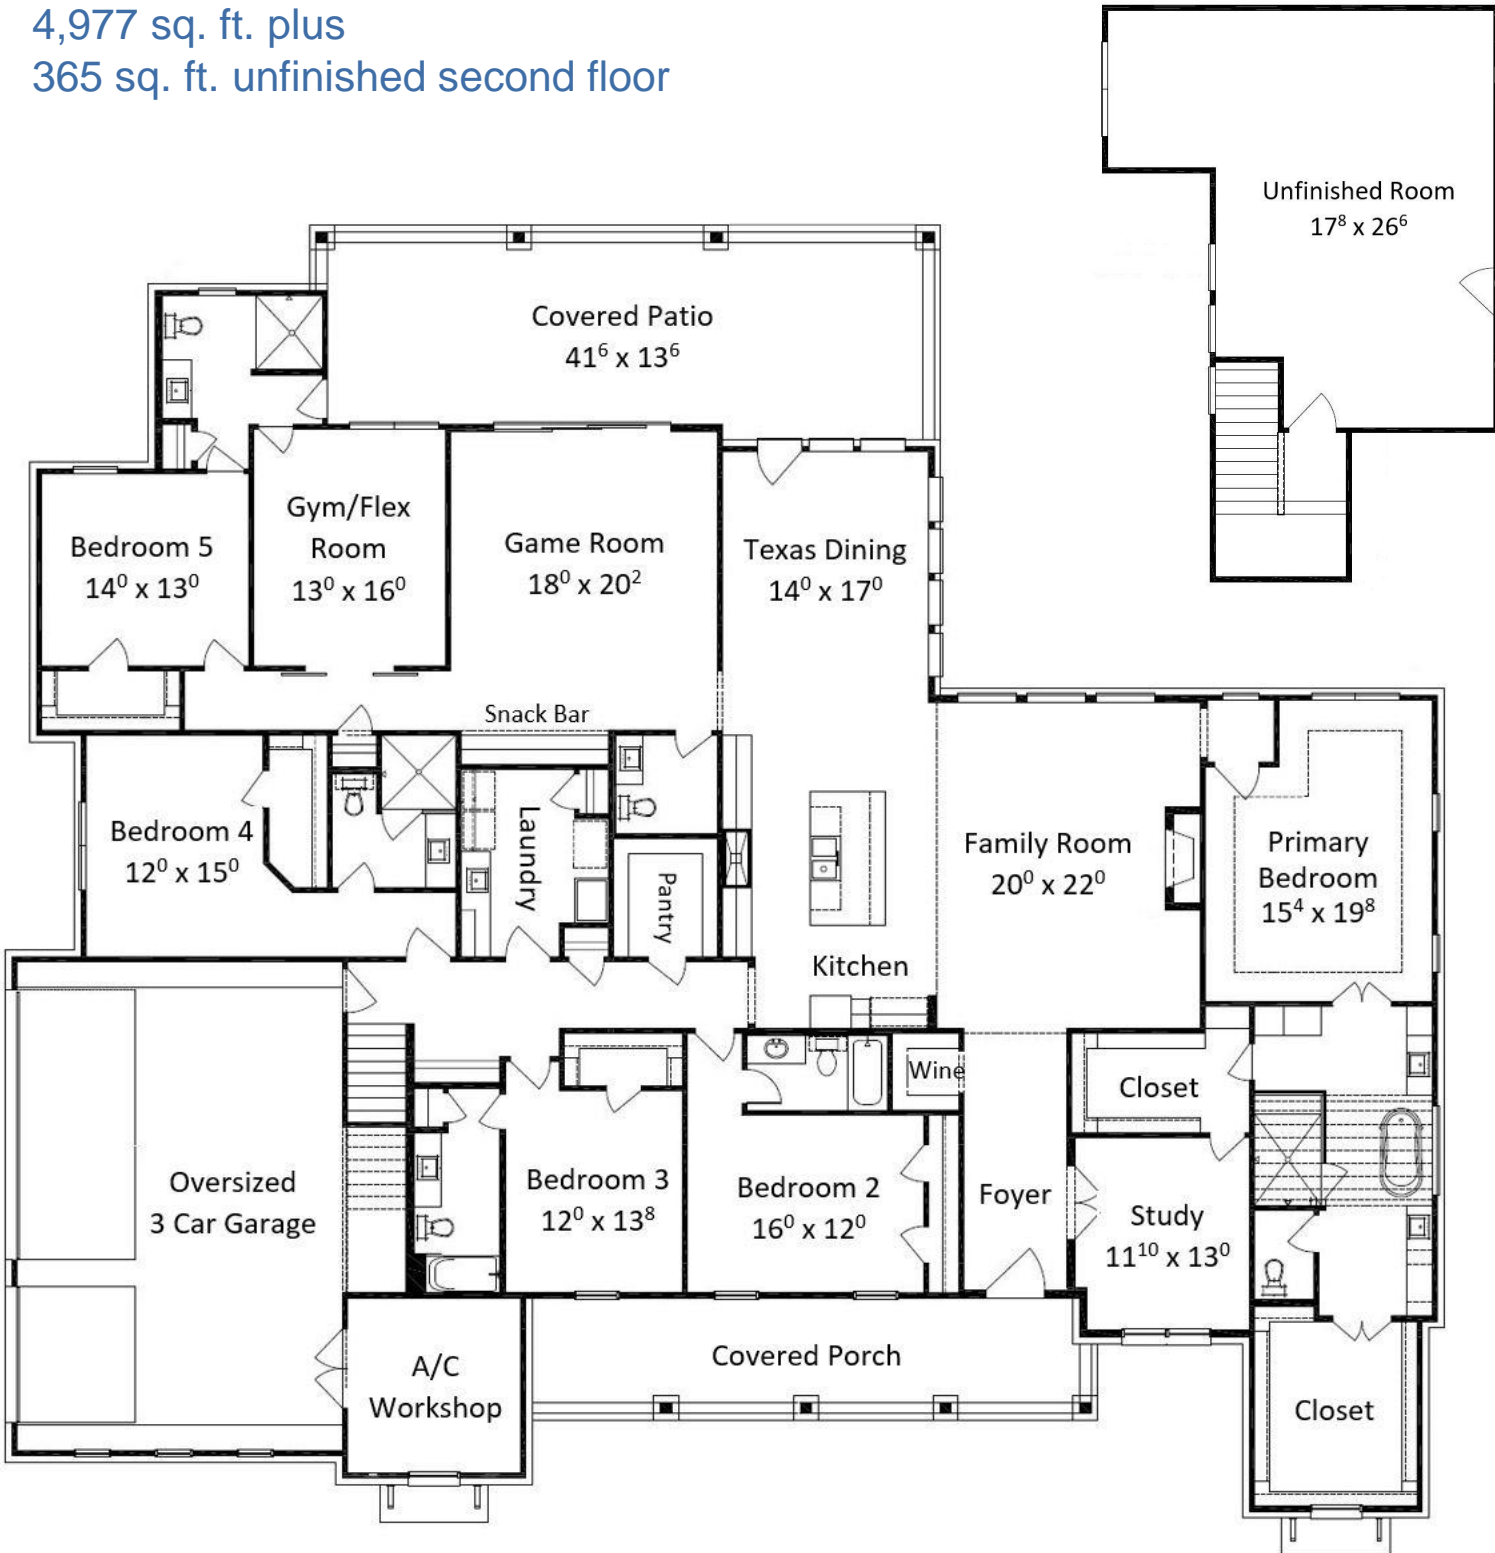 4,977 sq. ft. plus
365 sq. ft. unfinished second floor
Unfinished Room
17⁸ x 26⁶
Covered Patio
41⁶ x 13⁶
Bedroom 5
14⁰ x 13⁰
Gym/Flex
Room
13⁰ x 16⁰
Game Room
18⁰ x 20²
Texas Dining
14⁰ x 17⁰
Snack Bar
Bedroom 4
12⁰ x 15⁰
Laundry
Pantry
Kitchen
Family Room
20⁰ x 22⁰
Primary
Bedroom
15⁴ x 19⁸
Wine
Closet
Oversized
3 Car Garage
Bedroom 3
12⁰ x 13⁸
Bedroom 2
16⁰ x 12⁰
Foyer
Study
11¹⁰ x 13⁰
A/C
Workshop
Covered Porch
Closet